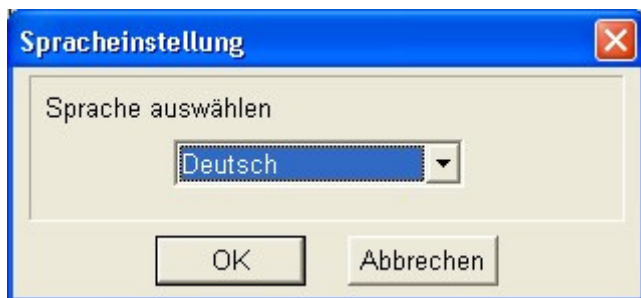 Spracheinstellung
Sprache auswählen
Deutsch
OK
Abbrechen